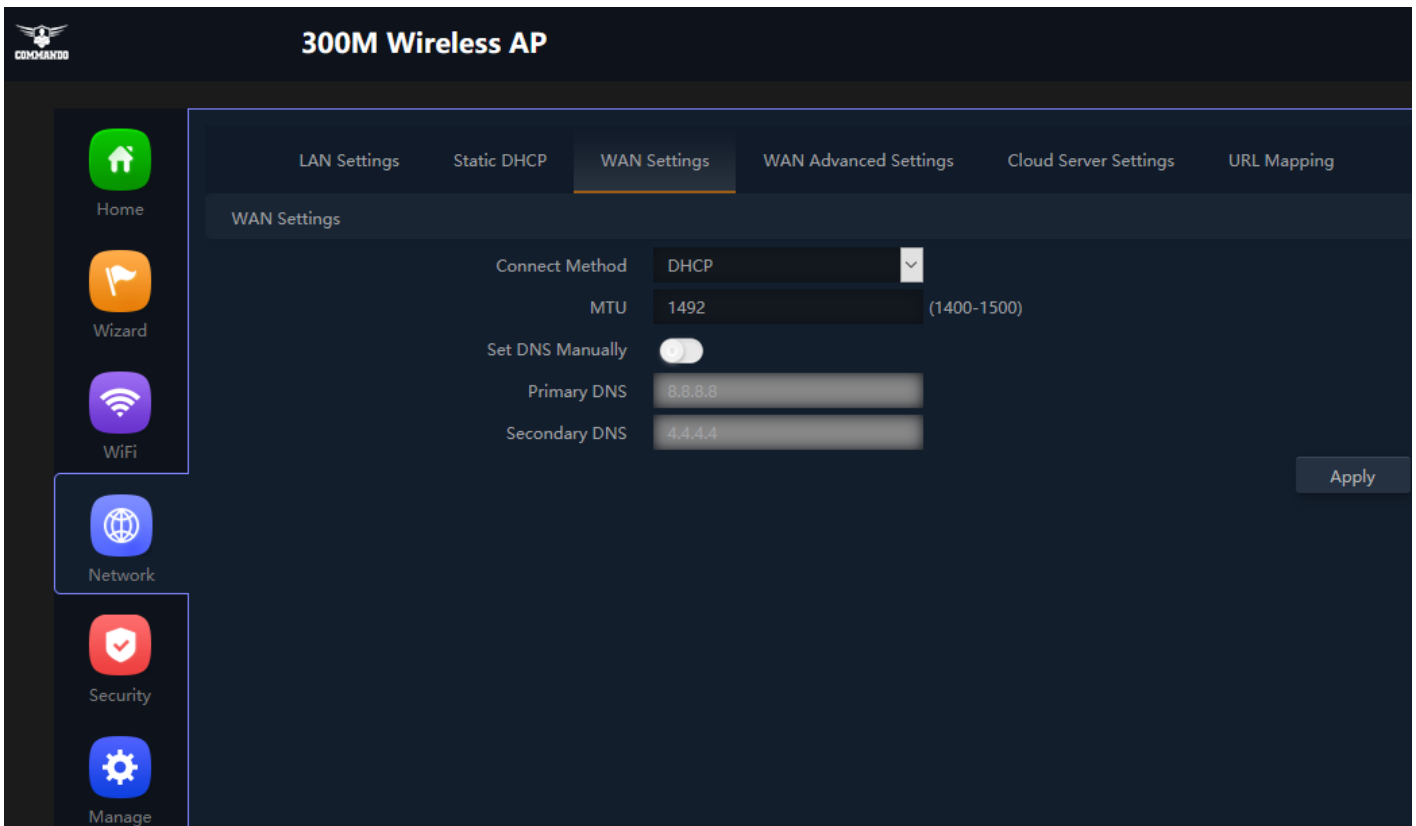 COMMANDO
300M Wireless AP
LAN Settings Static DHCP WAN Settings WAN Advanced Settings Cloud Server Settings URL Mapping
Home
WAN Settings
Connect Method DHCP
MTU 1492 (1400-1500)
Wizard
Set DNS Manually
Primary DNS 8.8.8.8
Secondary DNS 4.4.4.4
WiFi
Apply
Network
Security
Manage